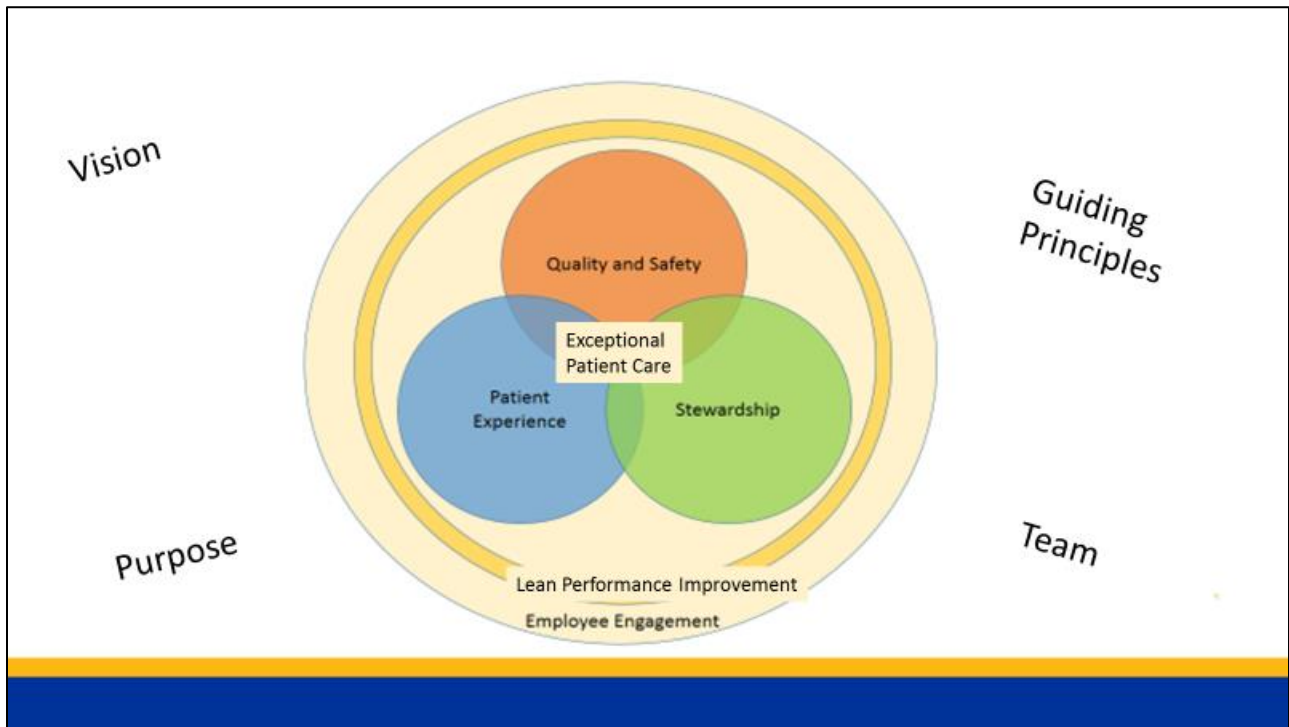 Vision
Guiding
Principles
Quality and Safety
Exceptional
Patient Care
Patient
Experience
Stewardship
Purpose
Team
Lean Performance Improvement
Employee Engagement